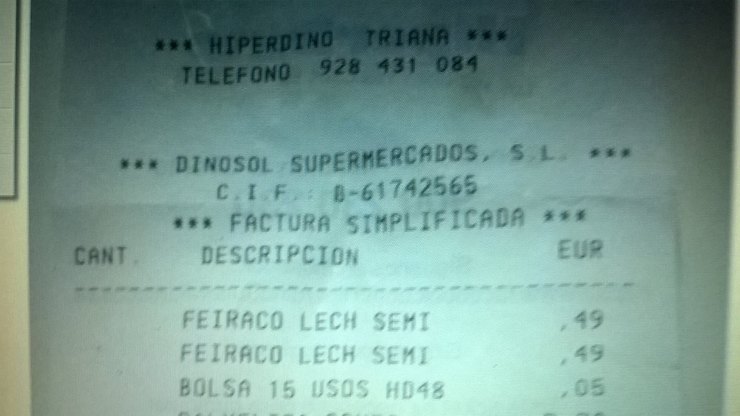 *** HIPERDINO TRIANA ***
TELEFONO 928 431 084
*** DINOSOL SUPERMERCADOS, S.L. ***
C.I.F.: B-61742565
*** FACTURA SIMPLIFICADA ***
CANT. DESCRIPCION EUR
FEIRACO LECH SEMI ,49
FEIRACO LECH SEMI ,49
BOLSA 15 USOS HD48 ,05